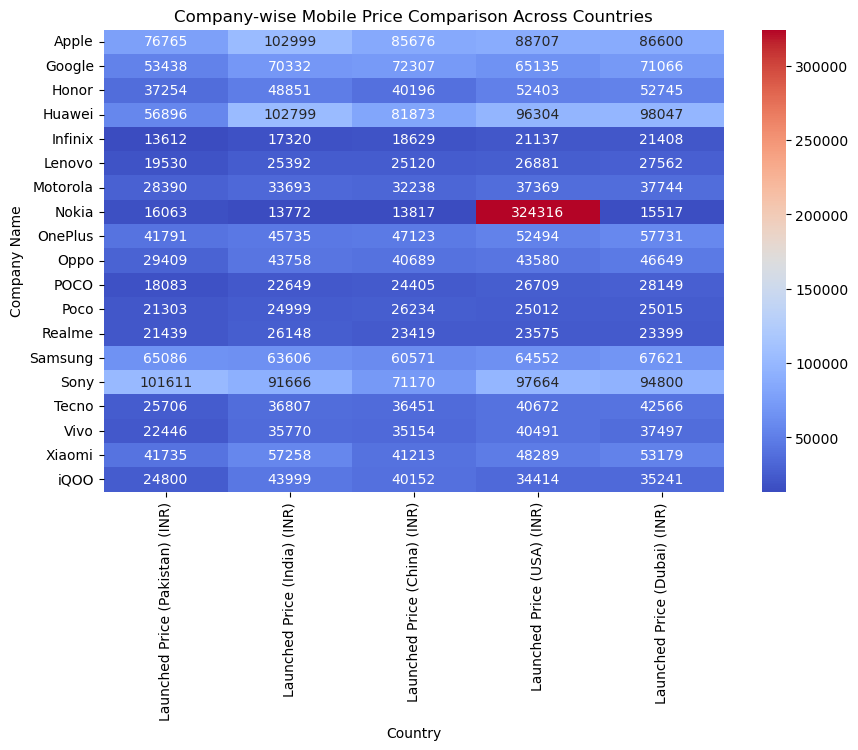 Company-wise Mobile Price Comparison Across Countries
Company Name
Apple 76765 102999 85676 88707 86600
Google 53438 70332 72307 65135 71066
Honor 37254 48851 40196 52403 52745
Huawei 56896 102799 81873 96304 98047
Infinix 13612 17320 18629 21137 21408
Lenovo 19530 25392 25120 26881 27562
Motorola 28390 33693 32238 37369 37744
Nokia 16063 13772 13817 324316 15517
OnePlus 41791 45735 47123 52494 57731
Oppo 29409 43758 40689 43580 46649
POCO 18083 22649 24405 26709 28149
Poco 21303 24999 26234 25012 25015
Realme 21439 26148 23419 23575 23399
Samsung 65086 63606 60571 64552 67621
Sony 101611 91666 71170 97664 94800
Tecno 25706 36807 36451 40672 42566
Vivo 22446 35770 35154 40491 37497
Xiaomi 41735 57258 41213 48289 53179
iQOO 24800 43999 40152 34414 35241
Launched Price (Pakistan) (INR)
Launched Price (India) (INR)
Launched Price (China) (INR)
Launched Price (USA) (INR)
Launched Price (Dubai) (INR)
Country
300000
250000
200000
150000
100000
50000